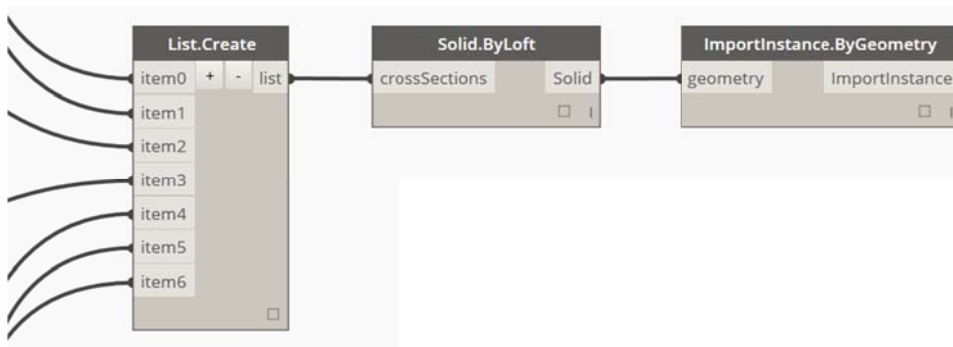 List.Create
item0 + - list
item1
item2
item3
item4
item5
item6
Solid.ByLoft
crossSections Solid
ImportInstance.ByGeometry
geometry ImportInstance